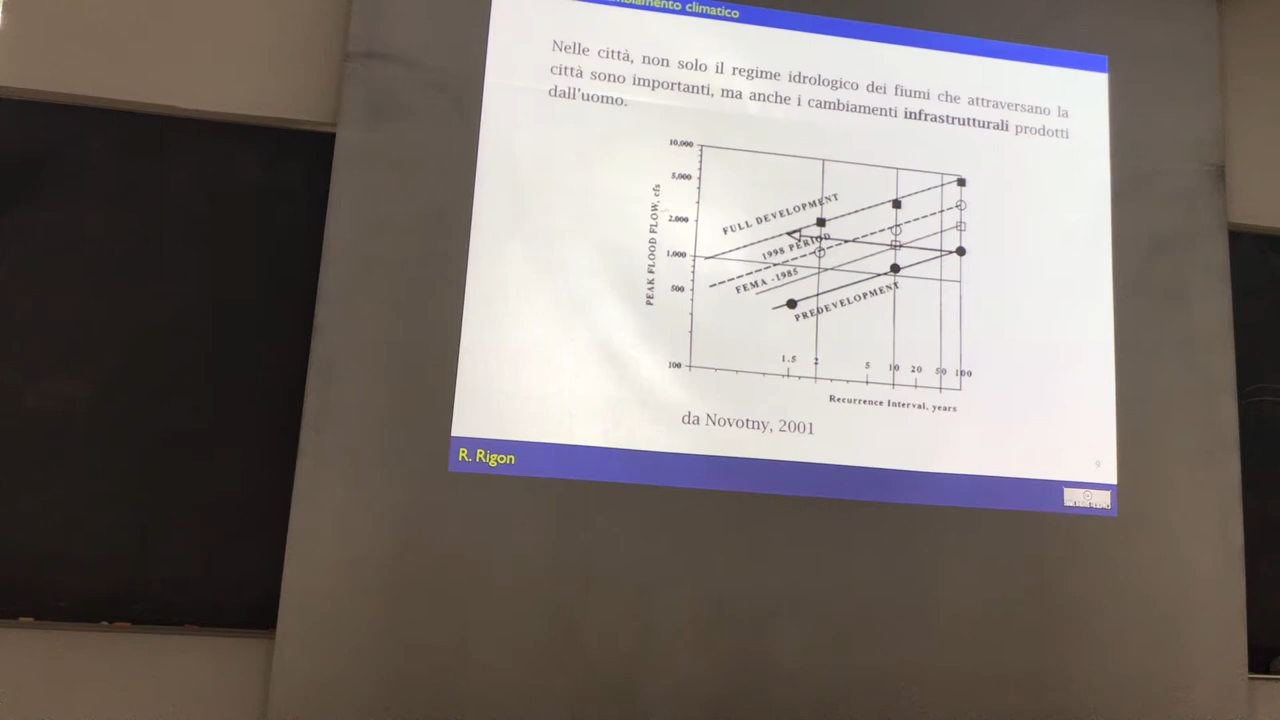 cambiamento climatico
Nelle città, non solo il regime idrologico dei fiumi che attraversano la
città sono importanti, ma anche i cambiamenti infrastrutturali prodotti
dall'uomo.
10,000
5,000
2,000
1,000
500
100
PEAK FLOOD FLOW, cfs
FULL DEVELOPMENT
1998 PERIOD
FEMA -1985
PREDEVELOPMENT
1.5 2 5 10 20 50 100
Recurrence Interval, years
da Novotny, 2001
9
R. Rigon